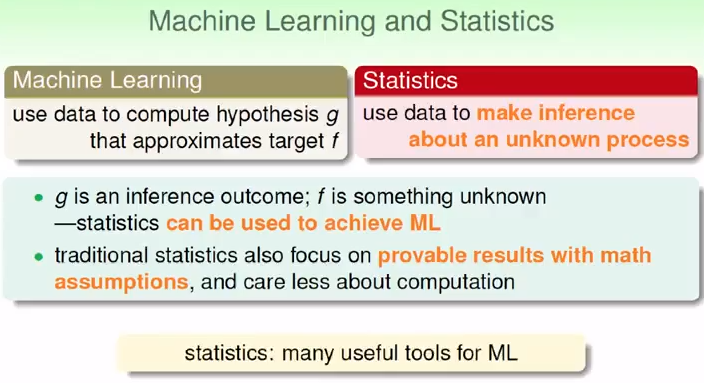 Machine Learning and Statistics
Machine Learning
use data to compute hypothesis g
that approximates target f
Statistics
use data to make inference
about an unknown process
• g is an inference outcome; f is something unknown
—statistics can be used to achieve ML
• traditional statistics also focus on provable results with math
assumptions, and care less about computation
statistics: many useful tools for ML